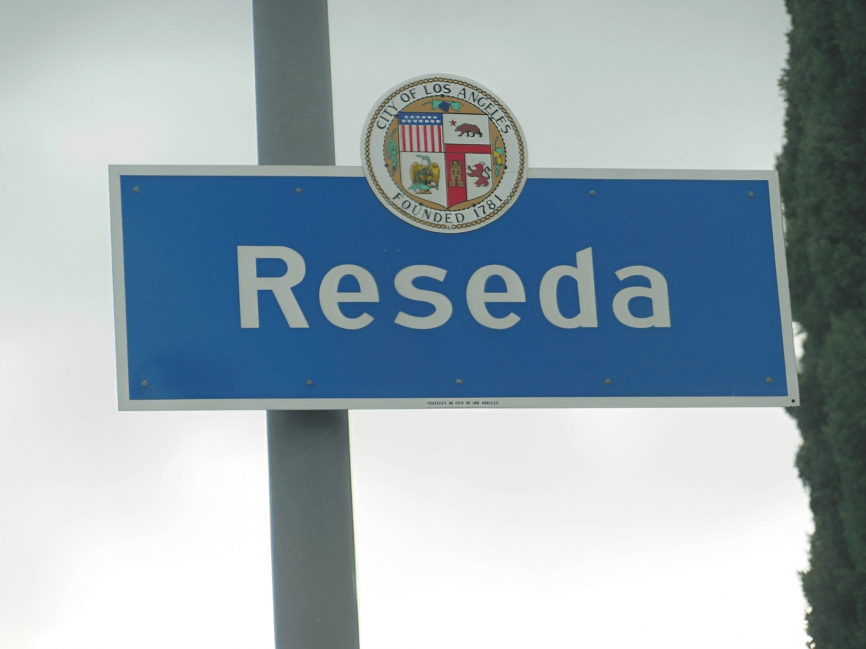 CITY OF LOS ANGELES
FOUNDED 1781
Reseda